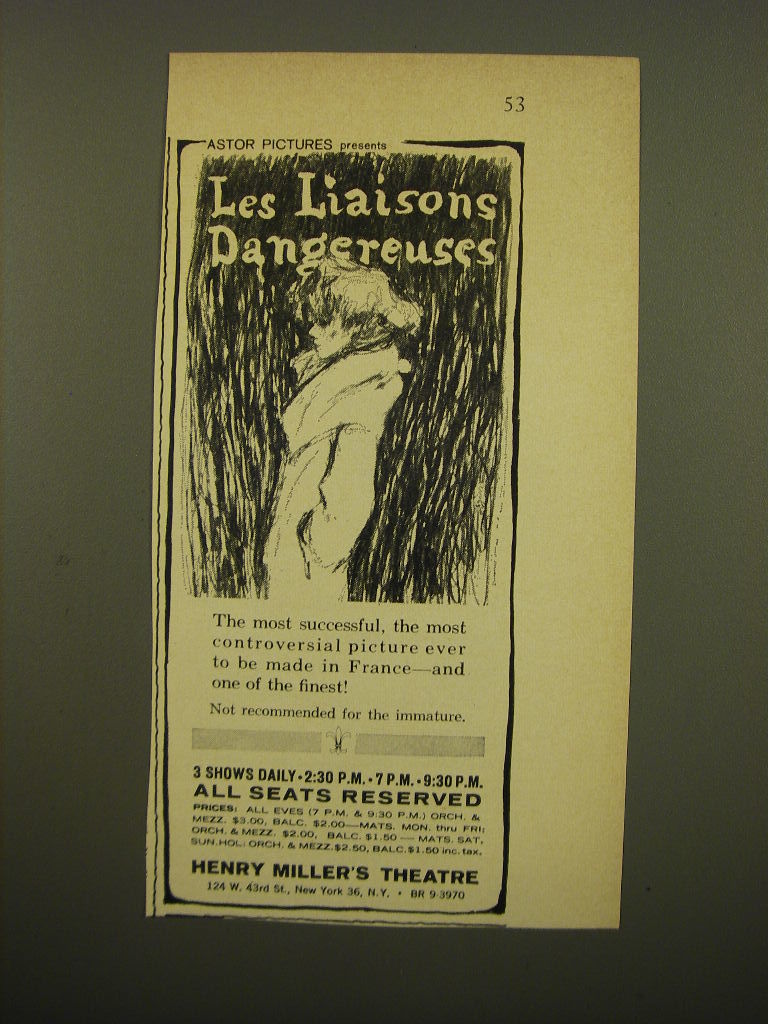 53
ASTOR PICTURES presents
Les Liaisons
Dangereuses
The most successful, the most
controversial picture ever
to be made in France—and
one of the finest!
Not recommended for the immature.
3 SHOWS DAILY•2:30 P.M.•7 P.M.•9:30 P.M.
ALL SEATS RESERVED
PRICES: ALL EVES (7 P.M. & 9:30 P.M.) ORCH. &
MEZZ. $3.00, BALC. $2.00—MATS. MON. thru FRI:
ORCH. & MEZZ. $2.00, BALC. $1.50 — MATS. SAT,
SUN.HOL: ORCH. & MEZZ.$2.50, BALC.$1.50 inc. tax.
HENRY MILLER'S THEATRE
124 W. 43rd St., New York 36, N.Y. • BR 9-3970